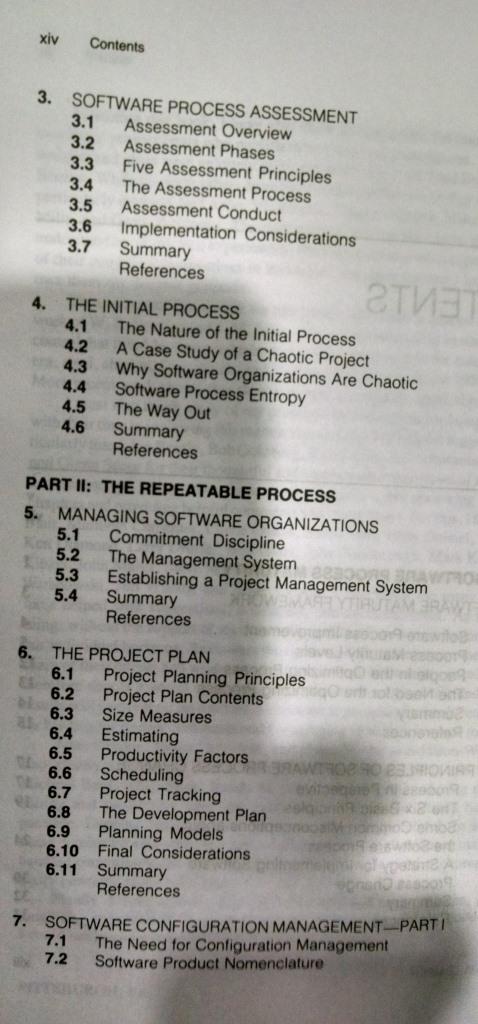 xiv Contents
3. SOFTWARE PROCESS ASSESSMENT
3.1 Assessment Overview
3.2 Assessment Phases
3.3 Five Assessment Principles
3.4 The Assessment Process
3.5 Assessment Conduct
3.6 Implementation Considerations
3.7 Summary
References
4. THE INITIAL PROCESS
4.1 The Nature of the Initial Process
4.2 A Case Study of a Chaotic Project
4.3 Why Software Organizations Are Chaotic
4.4 Software Process Entropy
4.5 The Way Out
4.6 Summary
References
PART II: THE REPEATABLE PROCESS
5. MANAGING SOFTWARE ORGANIZATIONS
5.1 Commitment Discipline
5.2 The Management System
5.3 Establishing a Project Management System
5.4 Summary
References
6. THE PROJECT PLAN
6.1 Project Planning Principles
6.2 Project Plan Contents
6.3 Size Measures
6.4 Estimating
6.5 Productivity Factors
6.6 Scheduling
6.7 Project Tracking
6.8 The Development Plan
6.9 Planning Models
6.10 Final Considerations
6.11 Summary
References
7. SOFTWARE CONFIGURATION MANAGEMENT—PART I
7.1 The Need for Configuration Management
7.2 Software Product Nomenclature